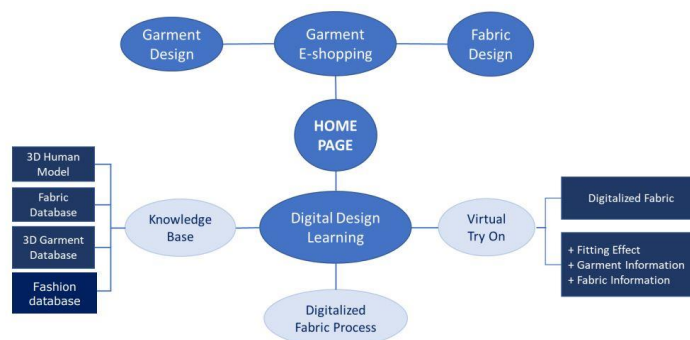 Garment
Design
Garment
E-shopping
Fabric
Design
HOME
PAGE
3D Human
Model
Fabric
Database
3D Garment
Database
Fashion
database
Knowledge
Base
Digital Design
Learning
Virtual
Try On
Digitalized Fabric
+ Fitting Effect
+ Garment Information
+ Fabric Information
Digitalized
Fabric Process